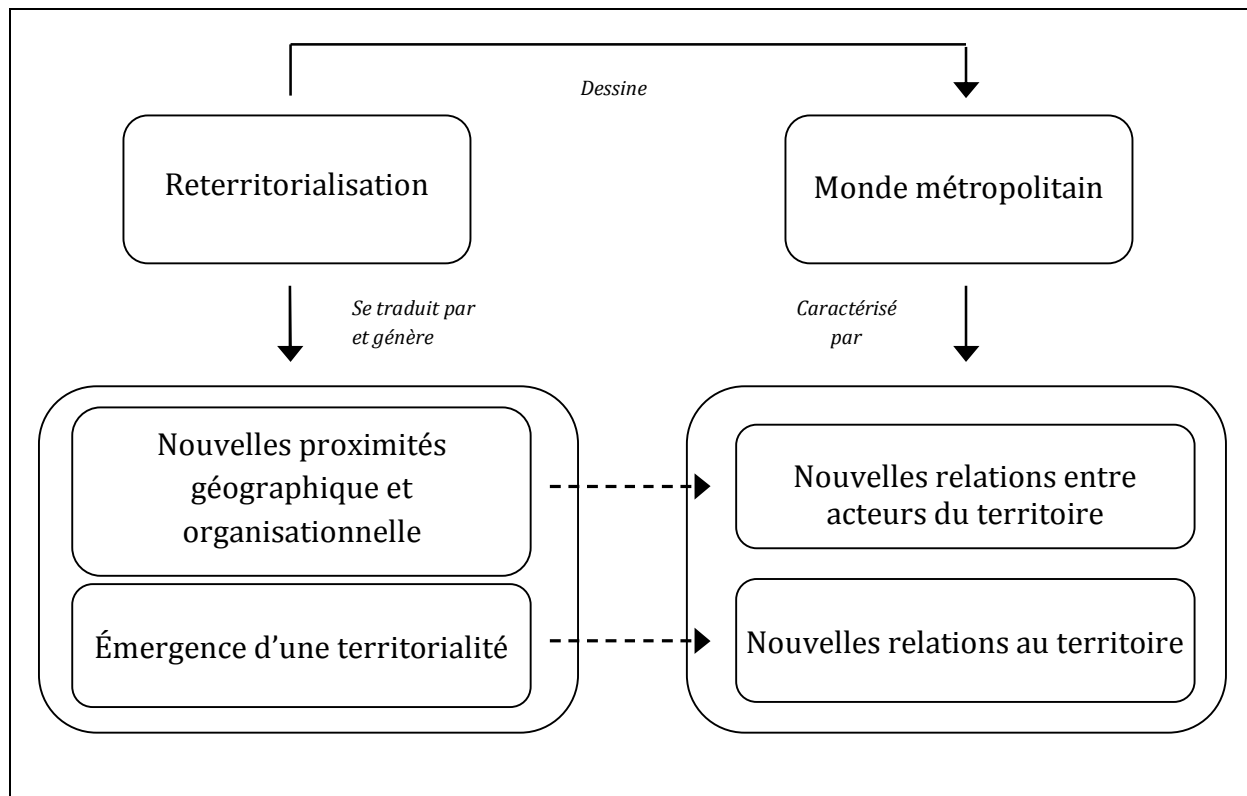 Dessine
Reterritorialisation
Monde métropolitain
Se traduit par
et génère
Caractérisé
par
Nouvelles proximités
géographique et
organisationnelle
Nouvelles relations entre
acteurs du territoire
Émergence d’une territorialité
Nouvelles relations au territoire